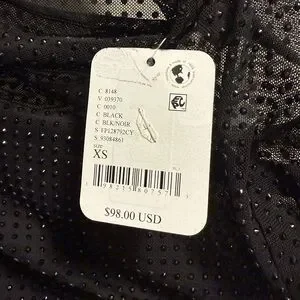 C 8148
V 039370
C 0010
C BLACK
C BLK/NOIR
S FP128792CY
S 93084861
SIZE
XS
$98.00 USD